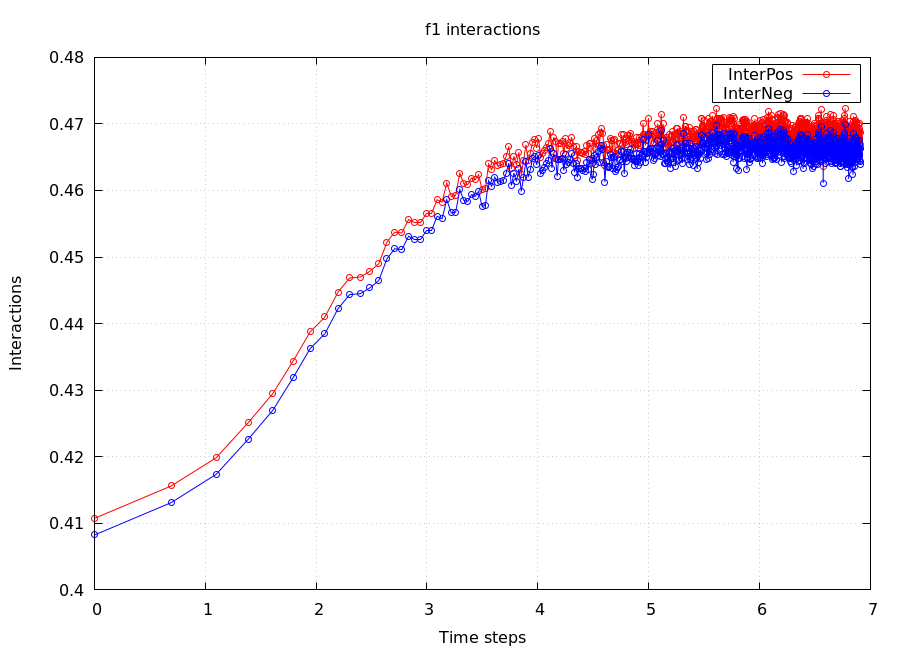 f1 interactions
InterPos
InterNeg
Interactions
0.48
0.47
0.46
0.45
0.44
0.43
0.42
0.41
0.4
0 1 2 3 4 5 6 7
Time steps